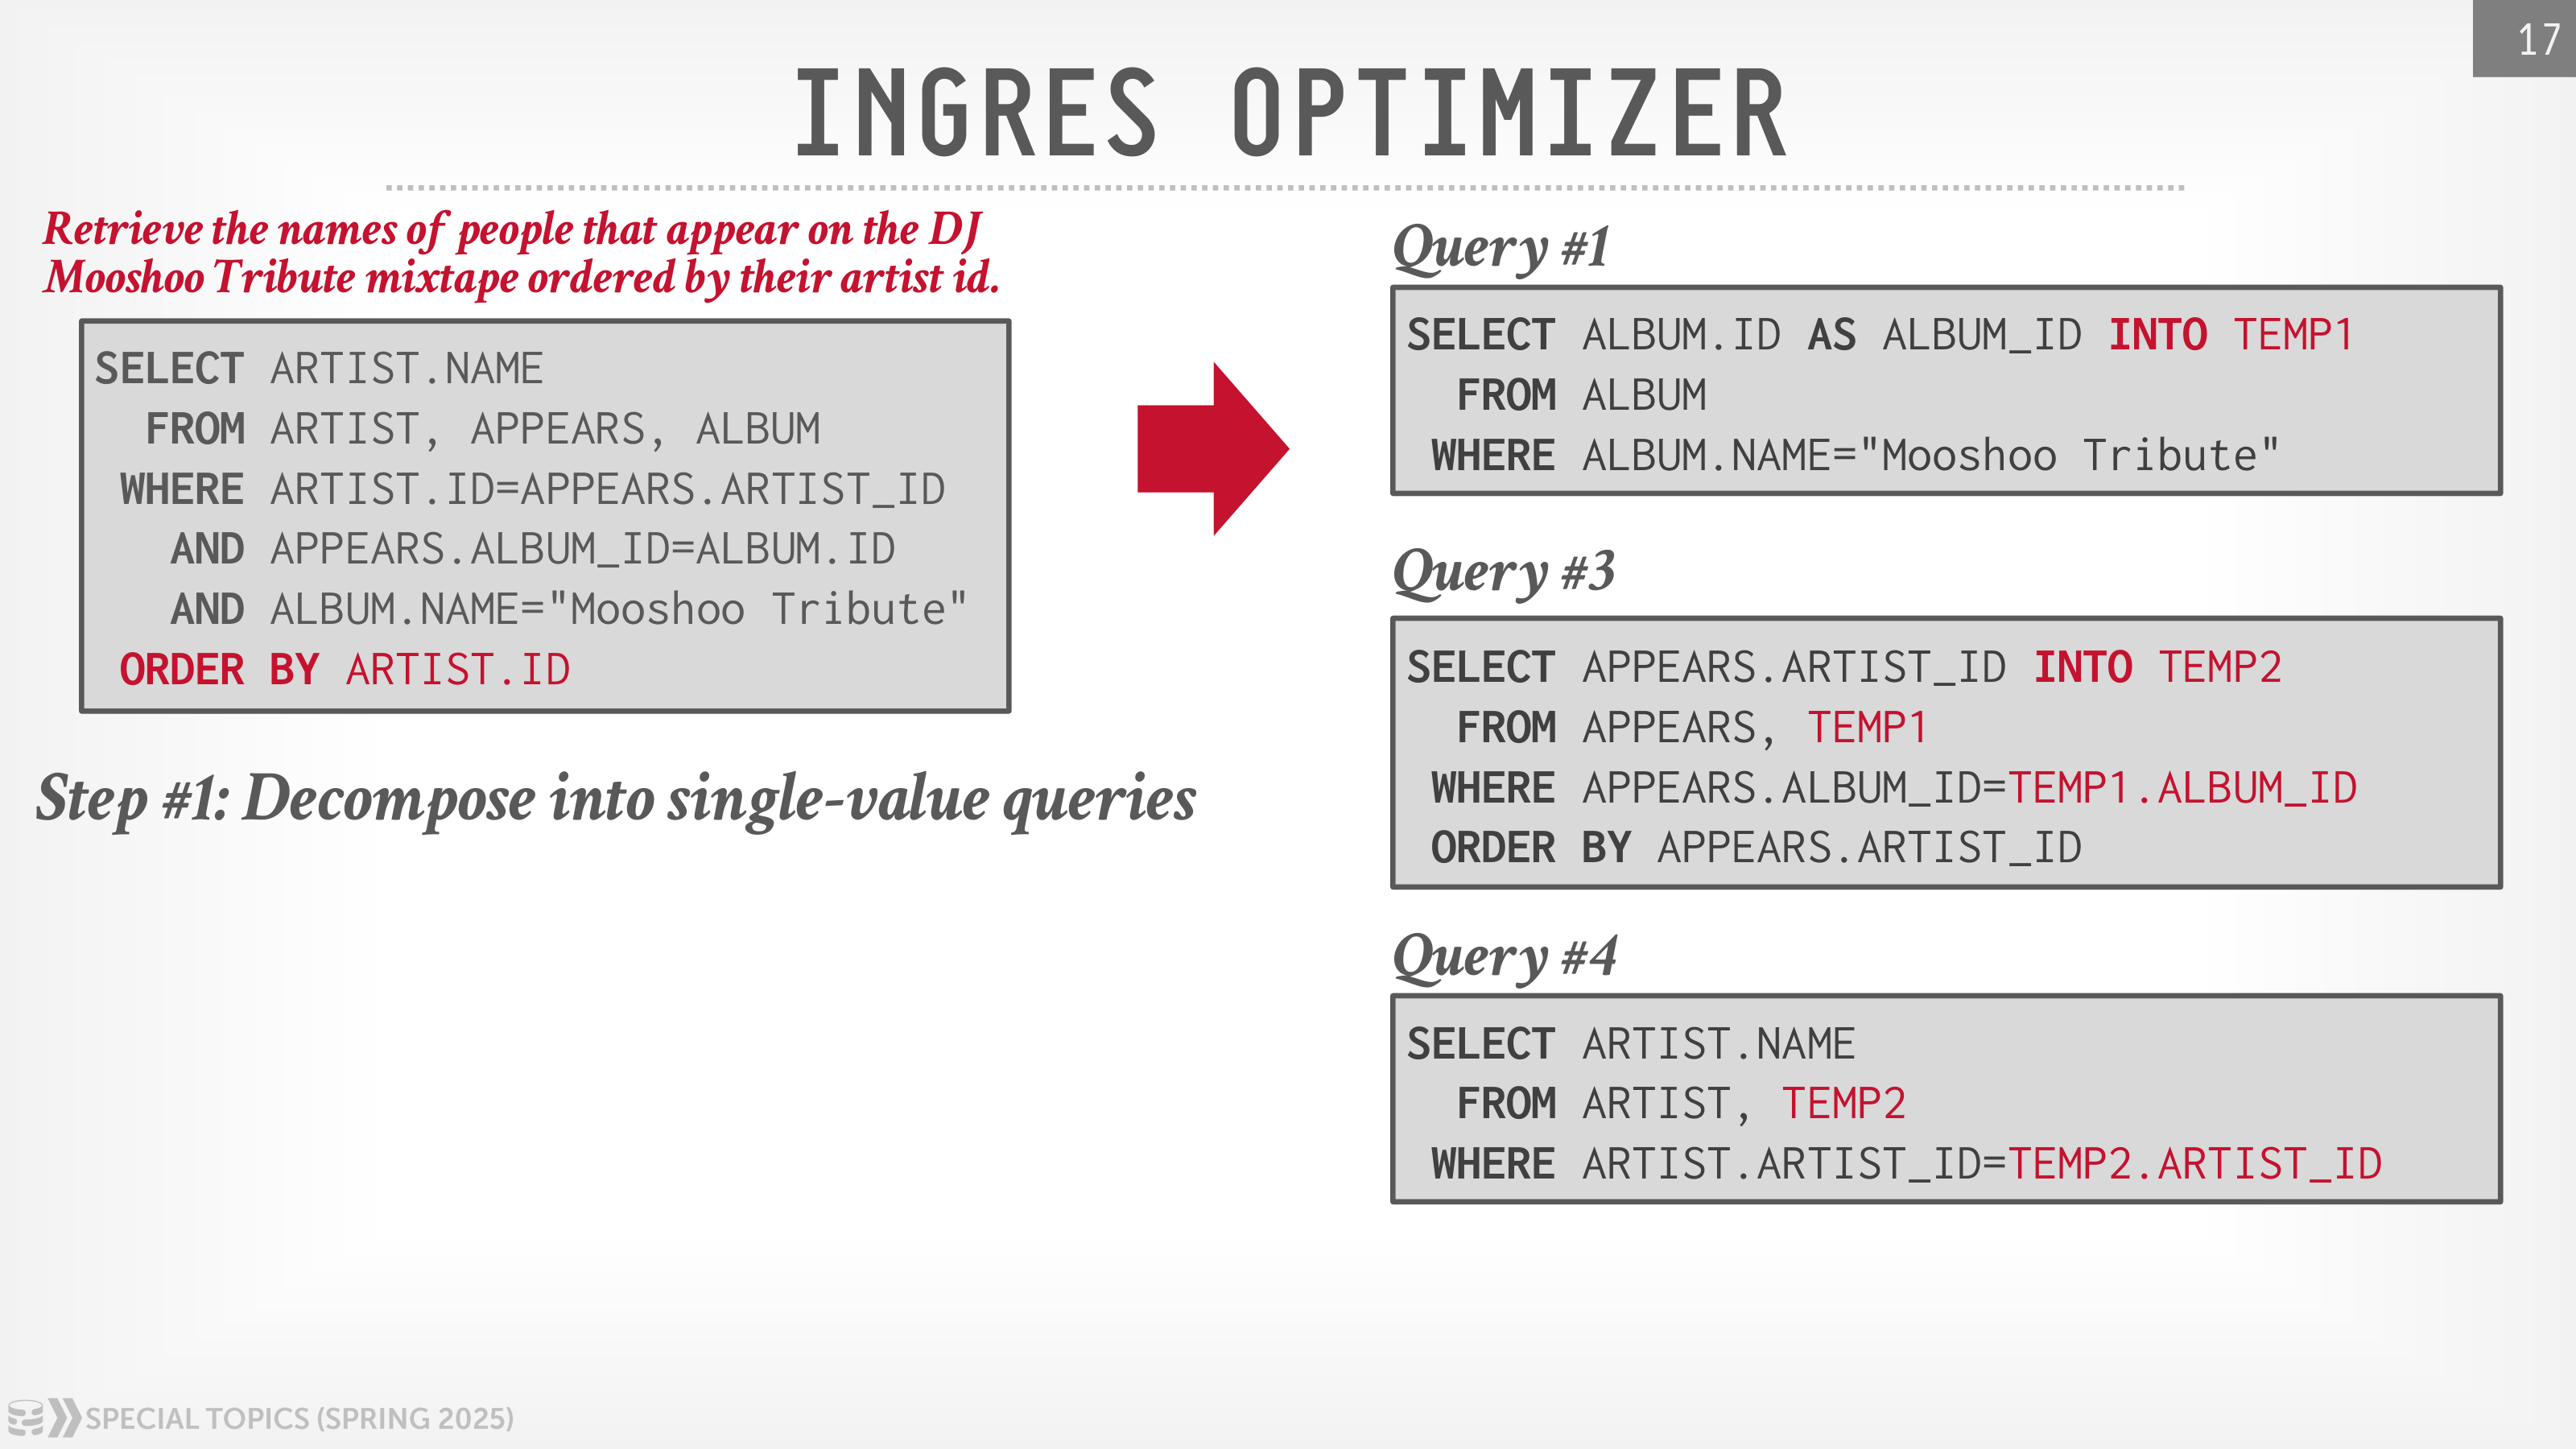 17
INGRES OPTIMIZER
Retrieve the names of people that appear on the DJ
Mooshoo Tribute mixtape ordered by their artist id.
SELECT ARTIST.NAME
FROM ARTIST, APPEARS, ALBUM
WHERE ARTIST.ID=APPEARS.ARTIST_ID
AND APPEARS.ALBUM_ID=ALBUM.ID
AND ALBUM.NAME="Mooshoo Tribute"
ORDER BY ARTIST.ID
Step #1: Decompose into single-value queries
Query #1
SELECT ALBUM.ID AS ALBUM_ID INTO TEMP1
FROM ALBUM
WHERE ALBUM.NAME="Mooshoo Tribute"
Query #3
SELECT APPEARS.ARTIST_ID INTO TEMP2
FROM APPEARS, TEMP1
WHERE APPEARS.ALBUM_ID=TEMP1.ALBUM_ID
ORDER BY APPEARS.ARTIST_ID
Query #4
SELECT ARTIST.NAME
FROM ARTIST, TEMP2
WHERE ARTIST.ARTIST_ID=TEMP2.ARTIST_ID
SPECIAL TOPICS (SPRING 2025)